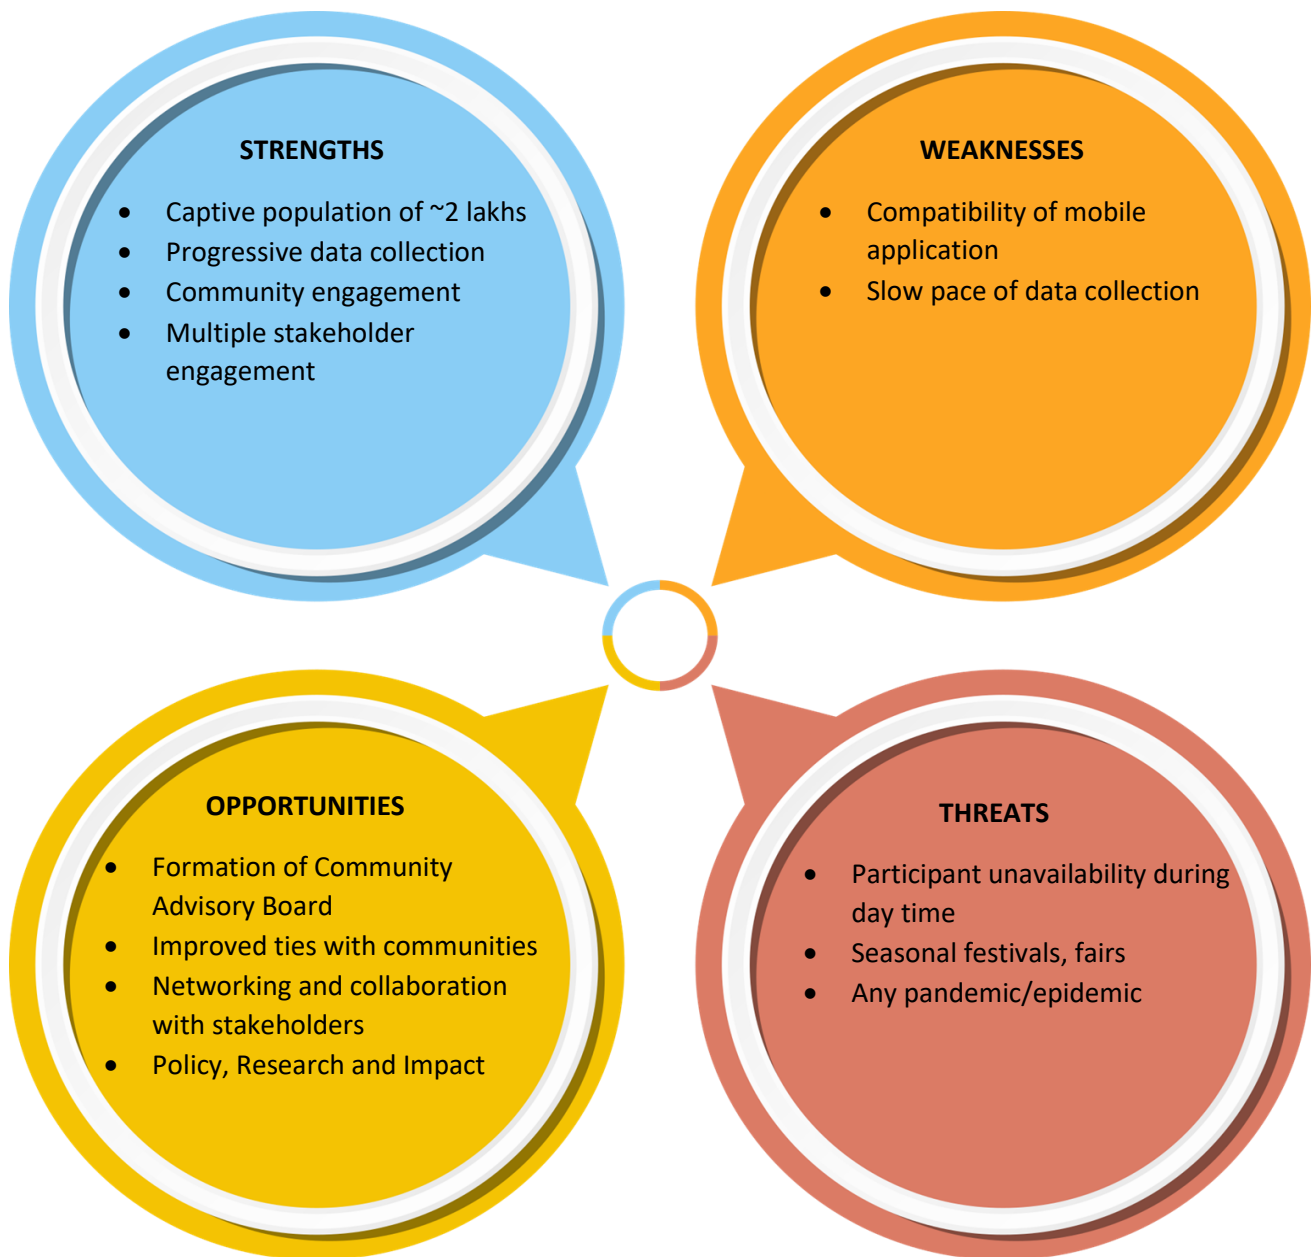 STRENGTHS
• Captive population of ~2 lakhs
• Progressive data collection
• Community engagement
• Multiple stakeholder
engagement
WEAKNESSES
• Compatibility of mobile
application
• Slow pace of data collection
OPPORTUNITIES
• Formation of Community
Advisory Board
• Improved ties with communities
• Networking and collaboration
with stakeholders
• Policy, Research and Impact
THREATS
• Participant unavailability during
day time
• Seasonal festivals, fairs
• Any pandemic/epidemic